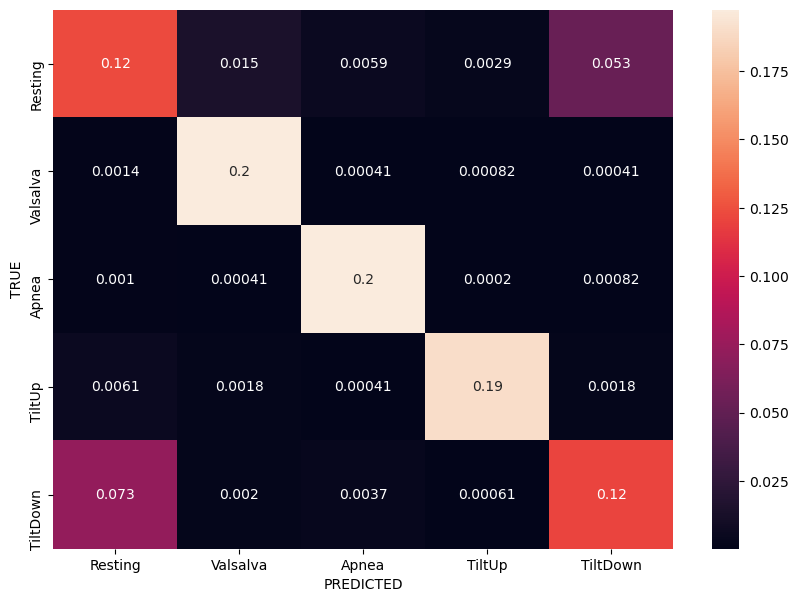 Resting 0.12 0.015 0.0059 0.0029 0.053
Valsalva 0.0014 0.2 0.00041 0.00082 0.00041
Apnea 0.001 0.00041 0.2 0.0002 0.00082
TiltUp 0.0061 0.0018 0.00041 0.19 0.0018
TiltDown 0.073 0.002 0.0037 0.00061 0.12
TRUE
Resting Valsalva Apnea TiltUp TiltDown
PREDICTED
0.175
0.150
0.125
0.100
0.075
0.050
0.025